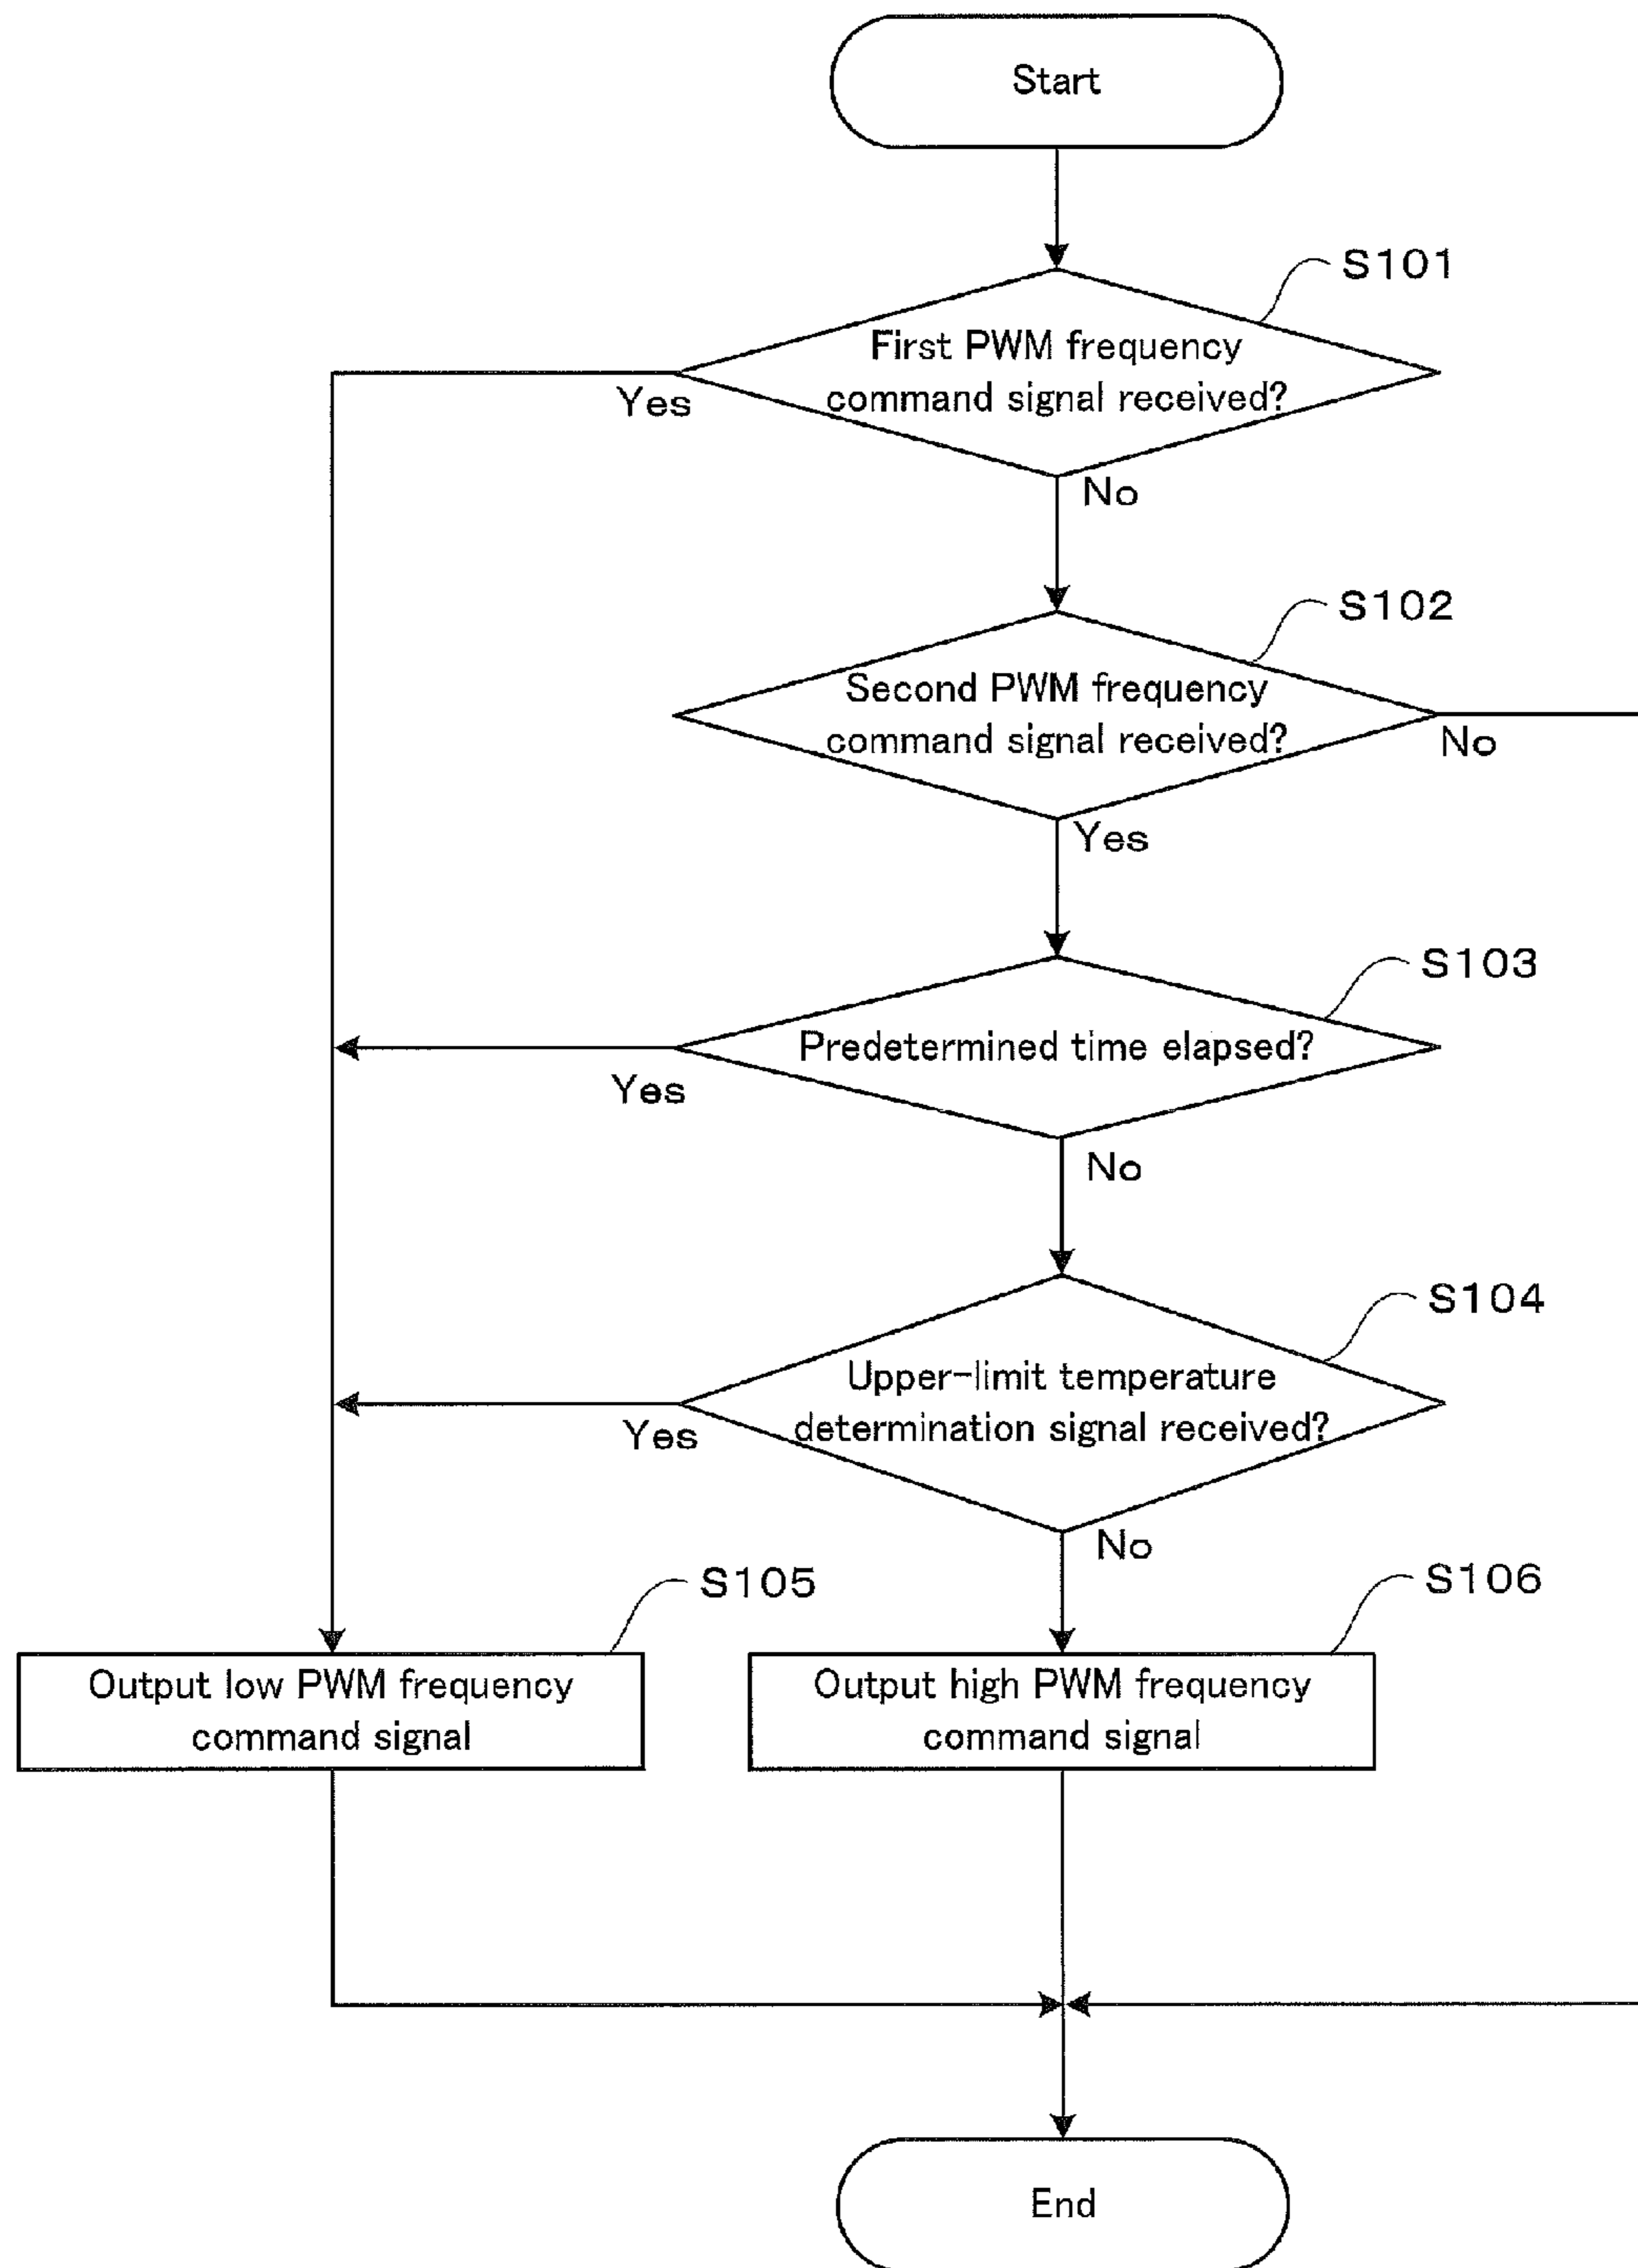 Start
S101
First PWM frequency
command signal received?
Yes
No
S102
Second PWM frequency
command signal received?
No
Yes
S103
Predetermined time elapsed?
Yes
No
S104
Upper-limit temperature
determination signal received?
Yes
No
S105
S106
Output low PWM frequency
command signal
Output high PWM frequency
command signal
End